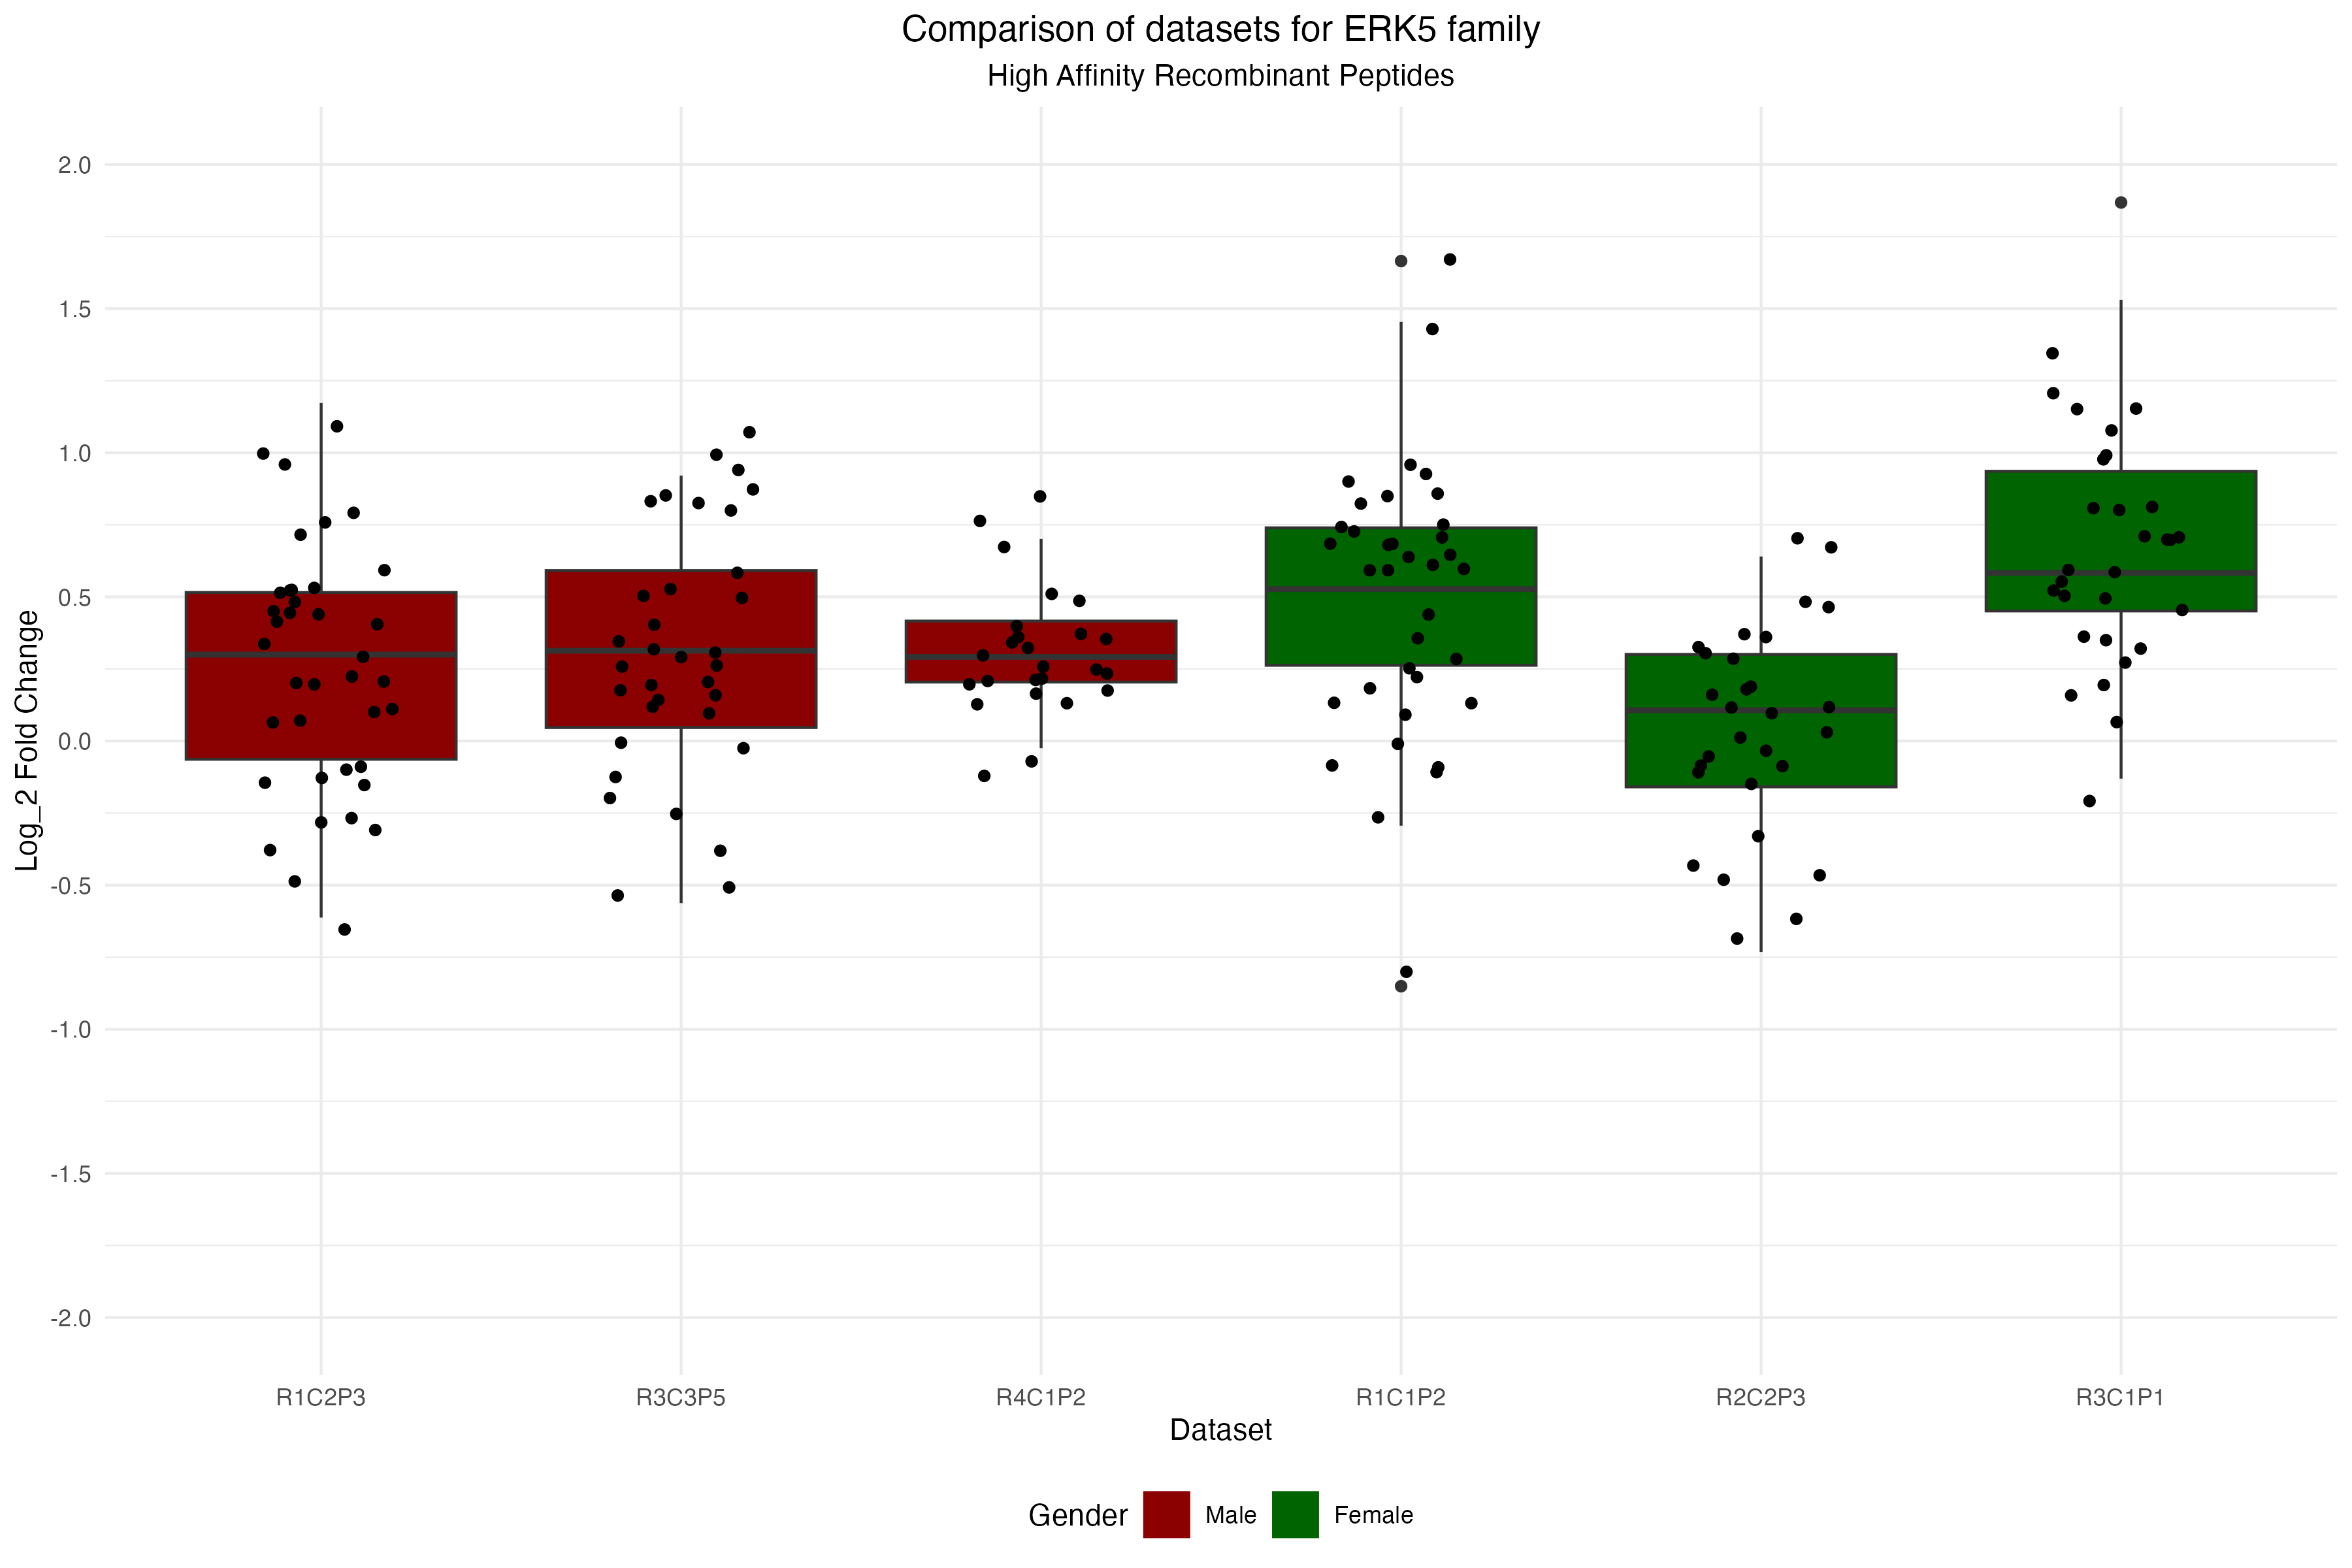 Comparison of datasets for ERK5 family
High Affinity Recombinant Peptides
Log_2 Fold Change
2.0
1.5
1.0
0.5
0.0
-0.5
-1.0
-1.5
-2.0
R1C2P3 R3C3P5 R4C1P2 R1C1P2 R2C2P3 R3C1P1
Dataset
Gender Male Female